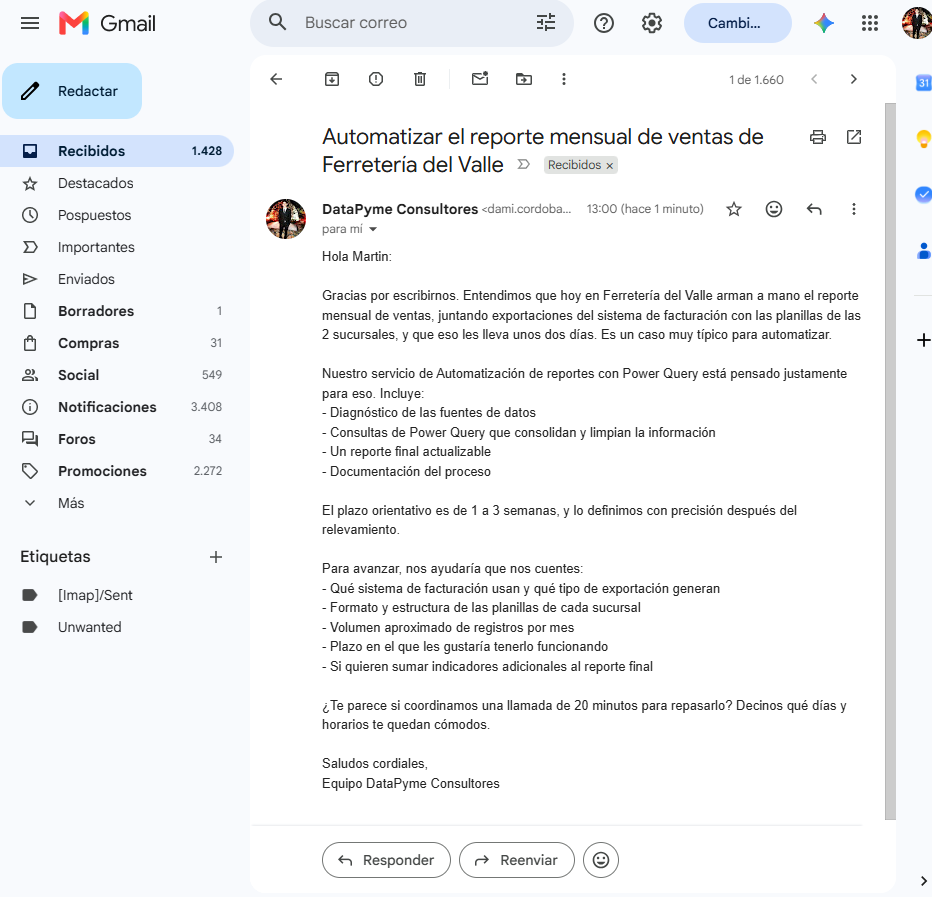 Gmail
Buscar correo
Cambi...
Redactar
Recibidos 1.428
Destacados
Pospuestos
Importantes
Enviados
Borradores 1
Compras 31
Social 549
Notificaciones 3.408
Foros 34
Promociones 2.272
Más
Etiquetas
[Imap]/Sent
Unwanted
1 de 1.660
Automatizar el reporte mensual de ventas de
Ferretería del Valle Recibidos ×
DataPyme Consultores <dami.cordoba... 13:00 (hace 1 minuto)
para mí
Hola Martin:
Gracias por escribirnos. Entendimos que hoy en Ferretería del Valle arman a mano el reporte
mensual de ventas, juntando exportaciones del sistema de facturación con las planillas de las
2 sucursales, y que eso les lleva unos dos días. Es un caso muy típico para automatizar.
Nuestro servicio de Automatización de reportes con Power Query está pensado justamente
para eso. Incluye:
- Diagnóstico de las fuentes de datos
- Consultas de Power Query que consolidan y limpian la información
- Un reporte final actualizable
- Documentación del proceso
El plazo orientativo es de 1 a 3 semanas, y lo definimos con precisión después del
relevamiento.
Para avanzar, nos ayudaría que nos cuentes:
- Qué sistema de facturación usan y qué tipo de exportación generan
- Formato y estructura de las planillas de cada sucursal
- Volumen aproximado de registros por mes
- Plazo en el que les gustaría tenerlo funcionando
- Si quieren sumar indicadores adicionales al reporte final
¿Te parece si coordinamos una llamada de 20 minutos para repasarlo? Decinos qué días y
horarios te quedan cómodos.
Saludos cordiales,
Equipo DataPyme Consultores
Responder
Reenviar
31